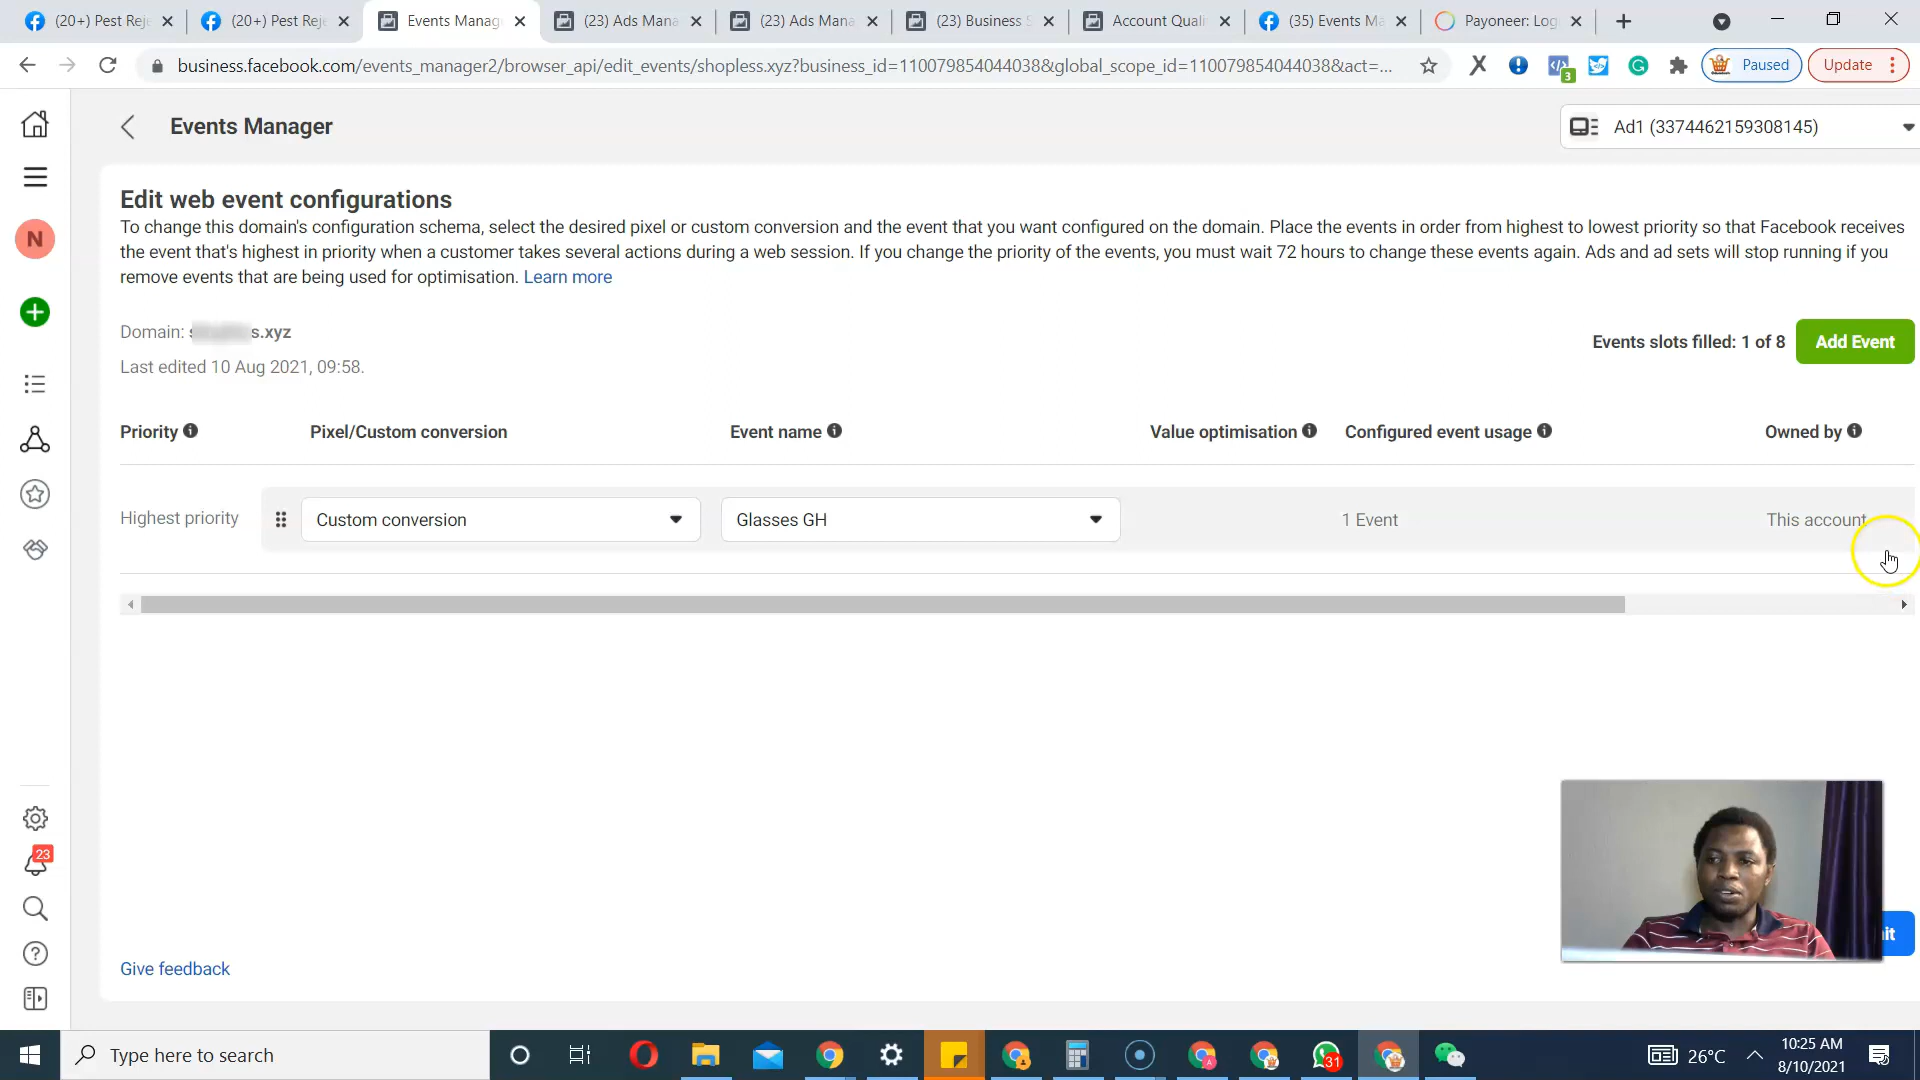 (20+) Pest Reje
(20+) Pest Reje
Events Manag
(23) Ads Mana
(23) Ads Mana
(23) Business S
Account Quali
(35) Events Ma
Payoneer: Log
business.facebook.com/events_manager2/browser_api/edit_events/shopless.xyz?business_id=110079854044038&global_scope_id=110079854044038&act=...
3
Paused
Update
Events Manager
Ad1 (3374462159308145)
N
Edit web event configurations
To change this domain's configuration schema, select the desired pixel or custom conversion and the event that you want configured on the domain. Place the events in order from highest to lowest priority so that Facebook receives
the event that's highest in priority when a customer takes several actions during a web session. If you change the priority of the events, you must wait 72 hours to change these events again. Ads and ad sets will stop running if you
remove events that are being used for optimisation. Learn more
Domain: s.xyz
Last edited 10 Aug 2021, 09:58.
Events slots filled: 1 of 8
Add Event
Priority
Pixel/Custom conversion
Event name
Value optimisation
Configured event usage
Owned by
Highest priority
Custom conversion
Glasses GH
1 Event
This account
23
it
Give feedback
Type here to search
31
26°C
10:25 AM
8/10/2021